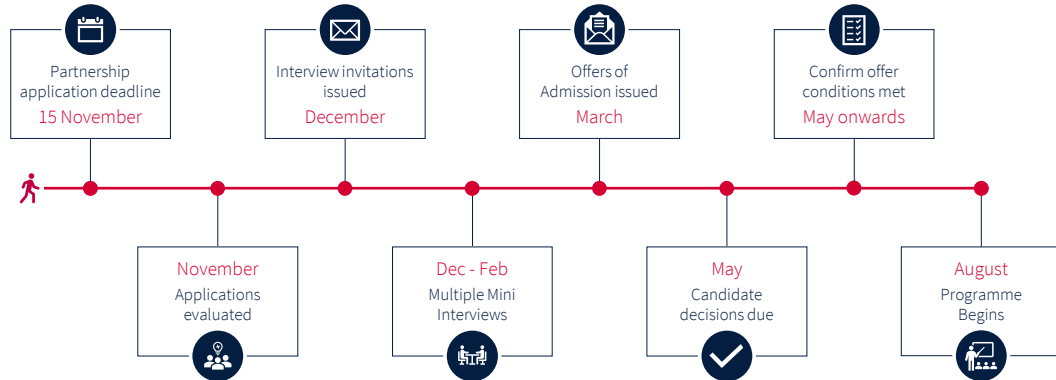 Partnership
application deadline
15 November
November
Applications
evaluated
Interview invitations
issued
December
Dec - Feb
Multiple Mini
Interviews
Offers of
Admission issued
March
May
Candidate
decisions due
Confirm offer
conditions met
May onwards
August
Programme
Begins